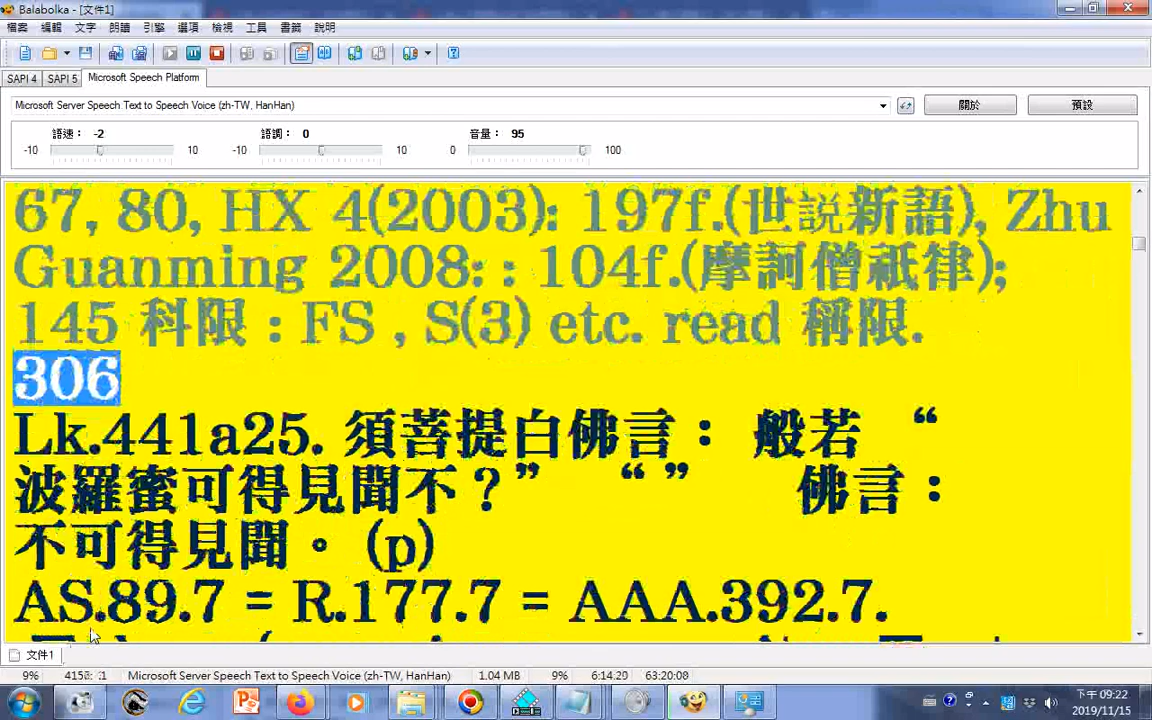 Balabolka - [文件1]
檔案 編輯 文字 朗讀 引擎 選項 檢視 工具 書籤 說明
SAPI 4 SAPI 5 Microsoft Speech Platform
Microsoft Server Speech Text to Speech Voice (zh-TW, HanHan) 關於 預設
語速： -2 語調： 0 音量： 95
-10 10 -10 10 0 100
67, 80, HX 4(2003): 197f.(世説新語), Zhu
Guanming 2008: : 104f.(摩訶僧祇律);
145 科限 : FS , S(3) etc. read 稱限.
306
Lk.441a25. 須菩提白佛言： 般若 “
波羅蜜可得見聞不？” “ ” 佛言：
不可得見聞。 (p)
AS.89.7 = R.177.7 = AAA.392.7.
文件1
9% Microsoft Server Speech Text to Speech Voice (zh-TW, HanHan) 1.04 MB 9% 6:14:20 63:20:08
下午 09:22
2019/11/15